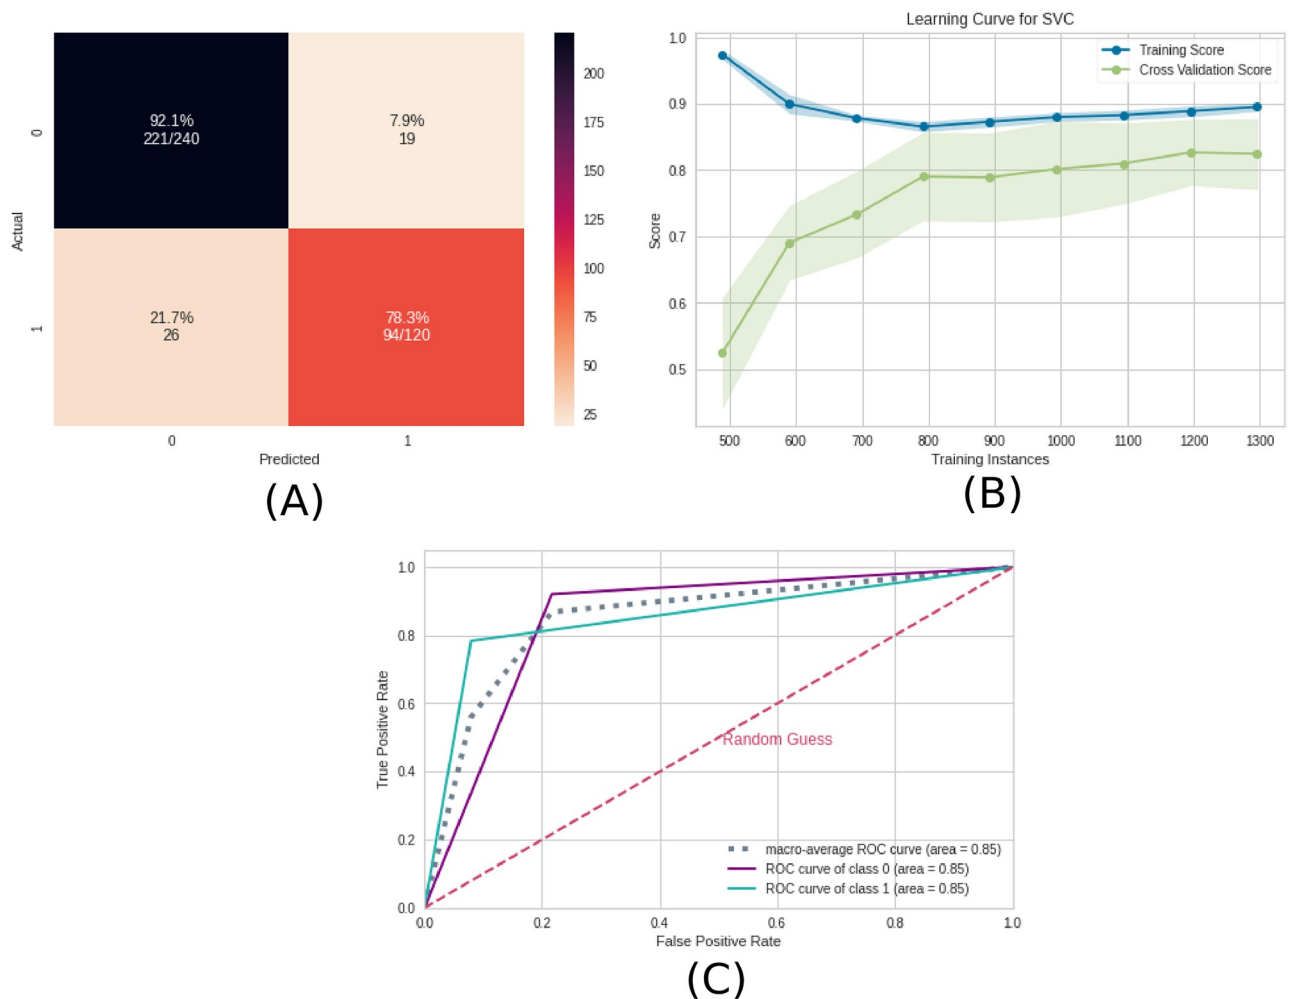 92.1%
221/240
7.9%
19
21.7%
26
78.3%
94/120
0
1
Actual
0
1
Predicted
200
175
150
125
100
75
50
25
(A)
Learning Curve for SVC
Training Score
Cross Validation Score
1.0
0.9
0.8
0.7
0.6
0.5
Score
500 600 700 800 900 1000 1100 1200 1300
Training Instances
(B)
1.0
0.8
0.6
0.4
0.2
0.0
True Positive Rate
Random Guess
macro-average ROC curve (area = 0.85)
ROC curve of class 0 (area = 0.85)
ROC curve of class 1 (area = 0.85)
0.0 0.2 0.4 0.6 0.8 1.0
False Positive Rate
(C)